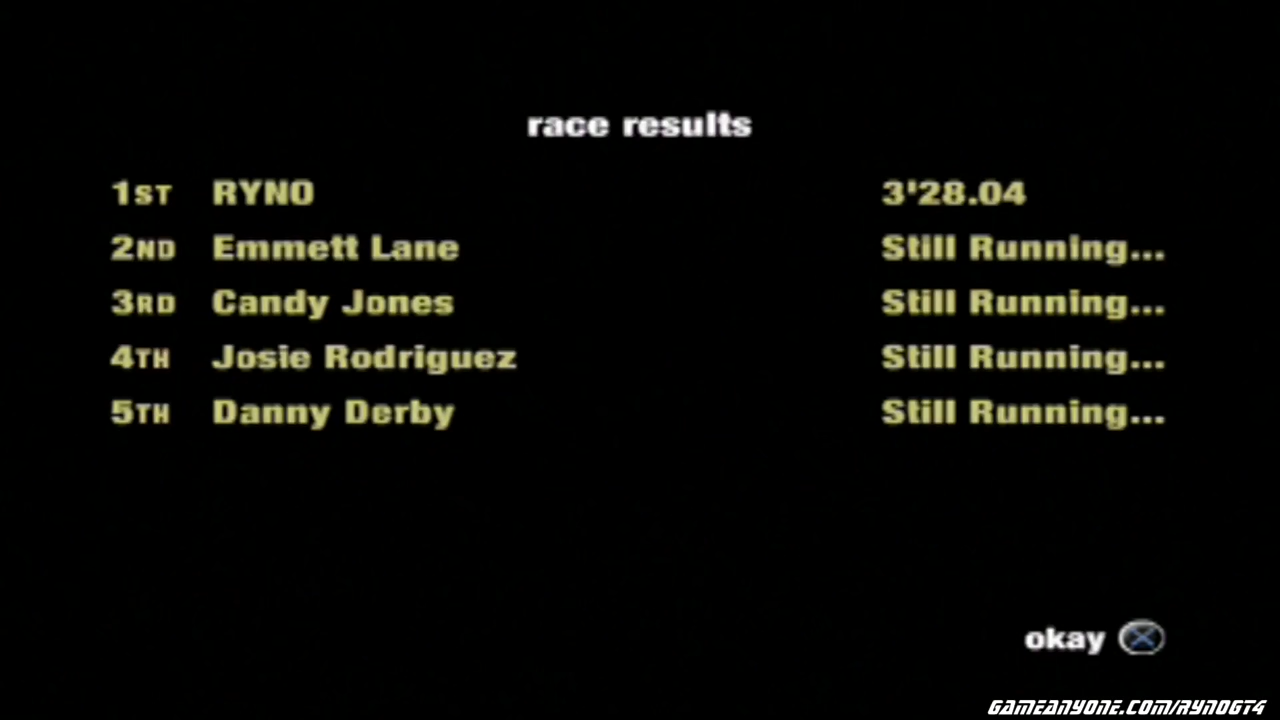 race results
1ST RYNO 3'28.04
2ND Emmett Lane Still Running...
3RD Candy Jones Still Running...
4TH Josie Rodriguez Still Running...
5TH Danny Derby Still Running...
okay
GAMEANYONE.COM/RYNOGT4